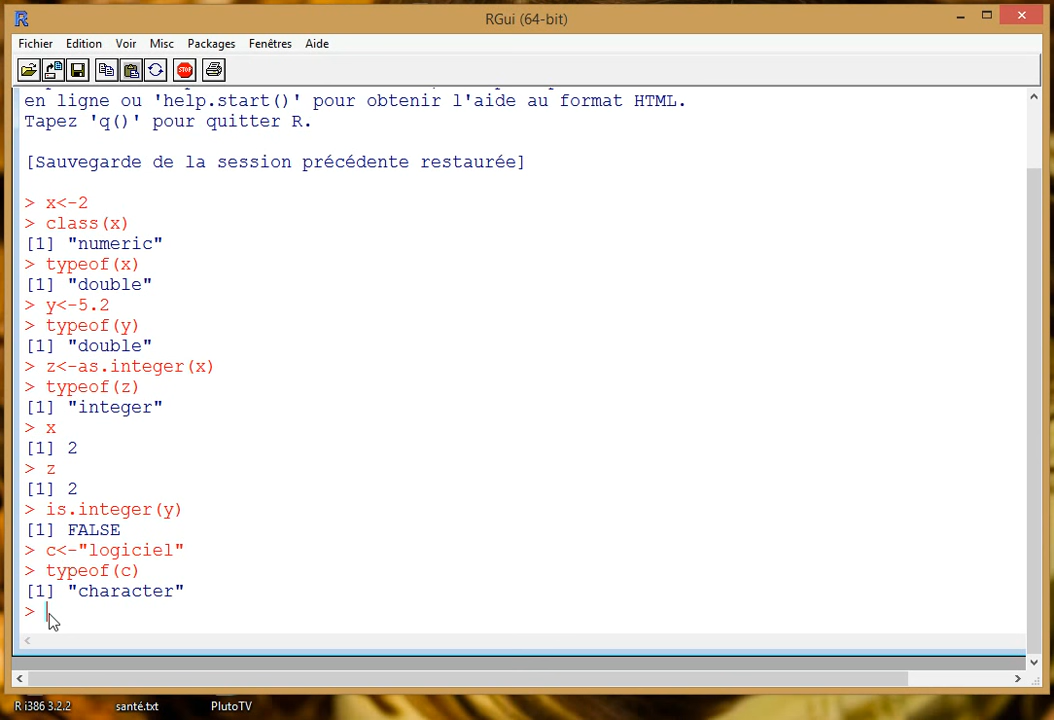 RGui (64-bit)
Fichier Edition Voir Misc Packages Fenêtres Aide
STOP
en ligne ou 'help.start()' pour obtenir l'aide au format HTML.
Tapez 'q()' pour quitter R.
[Sauvegarde de la session précédente restaurée]
> x<-2
> class(x)
[1] "numeric"
> typeof(x)
[1] "double"
> y<-5.2
> typeof(y)
[1] "double"
> z<-as.integer(x)
> typeof(z)
[1] "integer"
> x
[1] 2
> z
[1] 2
> is.integer(y)
[1] FALSE
> c<-"logiciel"
> typeof(c)
[1] "character"
>
R i386 3.2.2 santé.txt PlutoTV